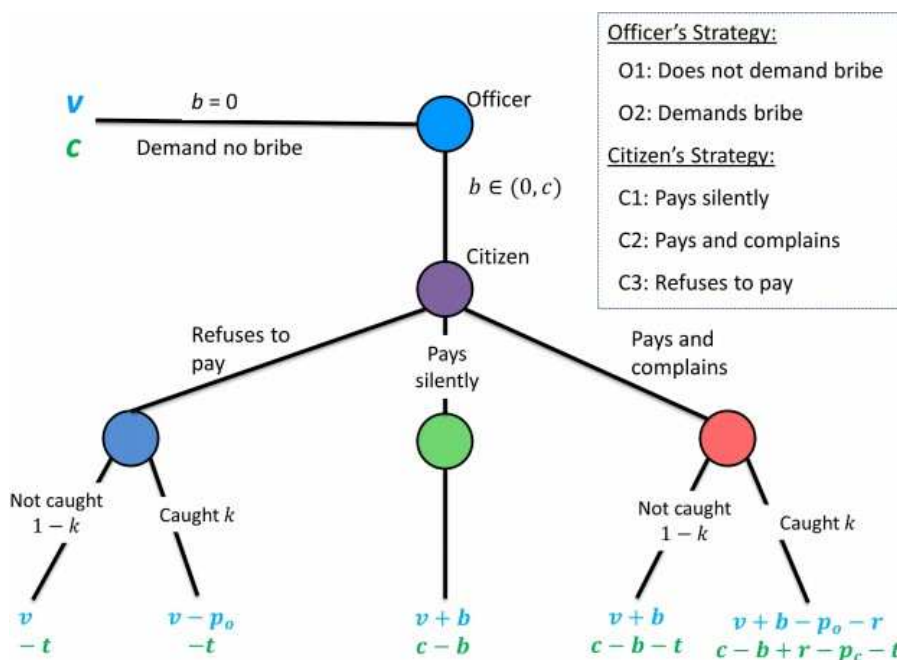 Officer's Strategy:
O1: Does not demand bribe
O2: Demands bribe
Citizen's Strategy:
C1: Pays silently
C2: Pays and complains
C3: Refuses to pay
v
c
b = 0
Demand no bribe
Officer
b ∈ (0, c)
Citizen
Refuses to
pay
Pays
silently
Pays and
complains
Not caught
1 − k
Caught k
Not caught
1 − k
Caught k
v
−t
v − pₒ
−t
v + b
c − b
v + b
c − b − t
v + b − pₒ − r
c − b + r − p_c − t